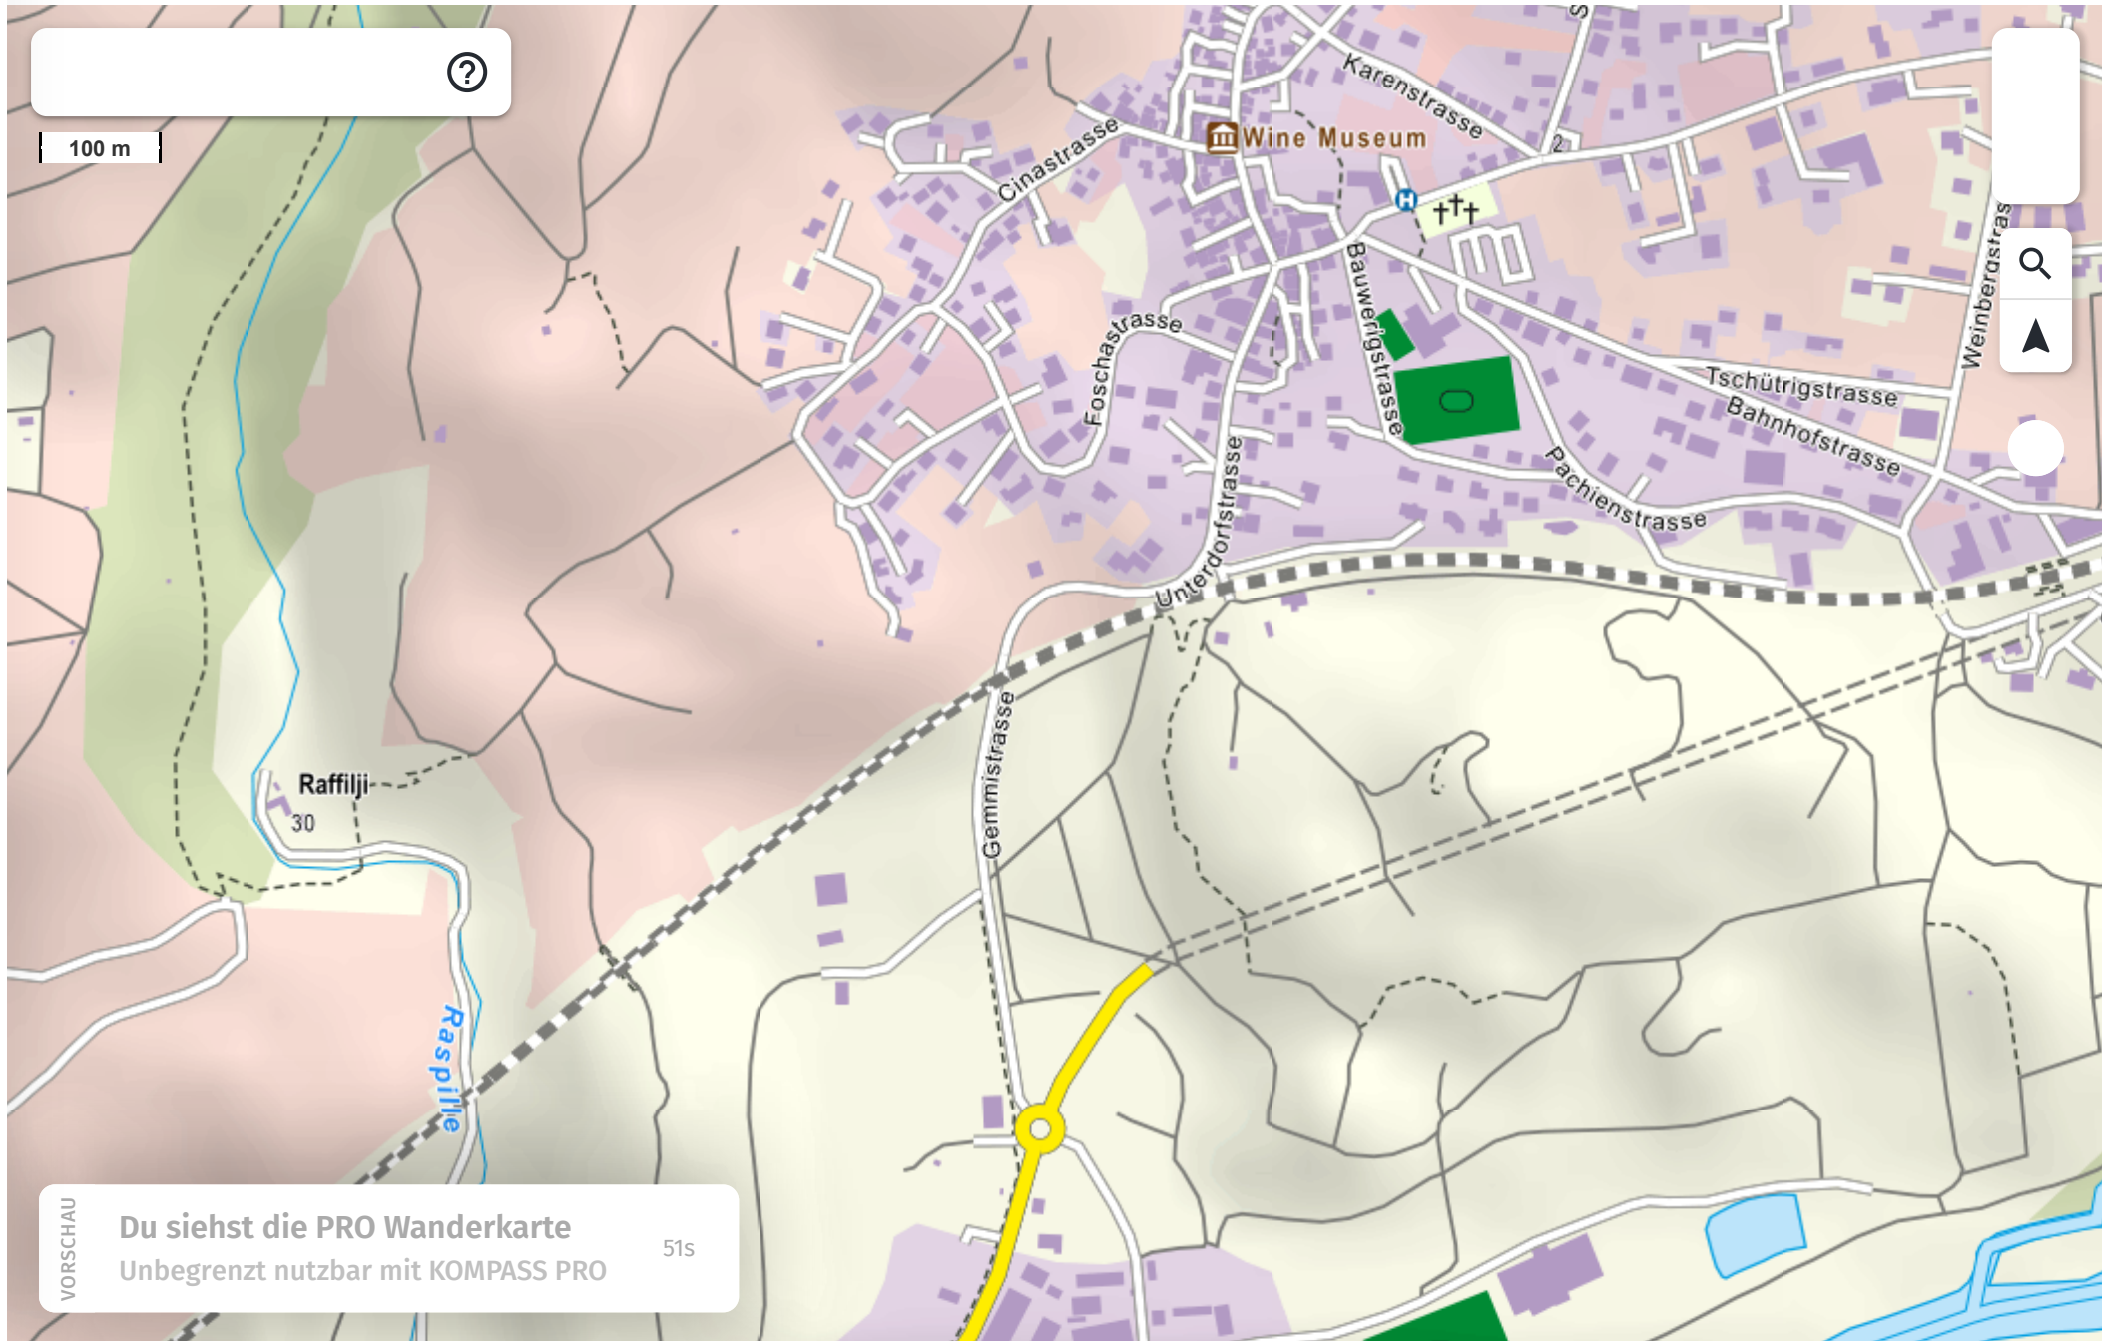 100 m
Karenstrasse
S
2
Wine Museum
Cinastrasse
H
Bauwerigstrasse
Weinbergstras
Foschastrasse
Tschütrigstrasse
Bahnhofstrasse
Unterdorfstrasse
Pachienstrasse
Gemmistrasse
Raffilji
30
Raspille
VORSCHAU
Du siehst die PRO Wanderkarte
Unbegrenzt nutzbar mit KOMPASS PRO
51s